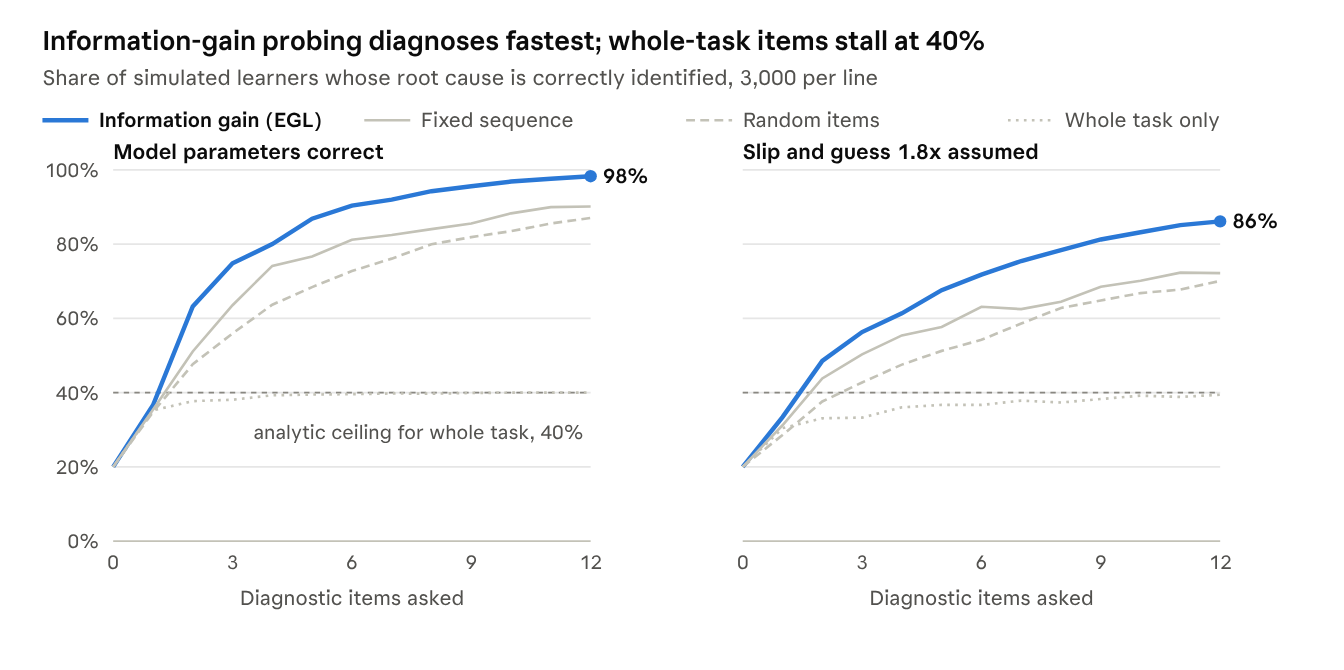 Information-gain probing diagnoses fastest; whole-task items stall at 40%
Share of simulated learners whose root cause is correctly identified, 3,000 per line
Information gain (EGL)
Fixed sequence
Random items
Whole task only
Model parameters correct
100%
80%
60%
40%
20%
0%
98%
analytic ceiling for whole task, 40%
0 3 6 9 12
Diagnostic items asked
Slip and guess 1.8x assumed
86%
0 3 6 9 12
Diagnostic items asked